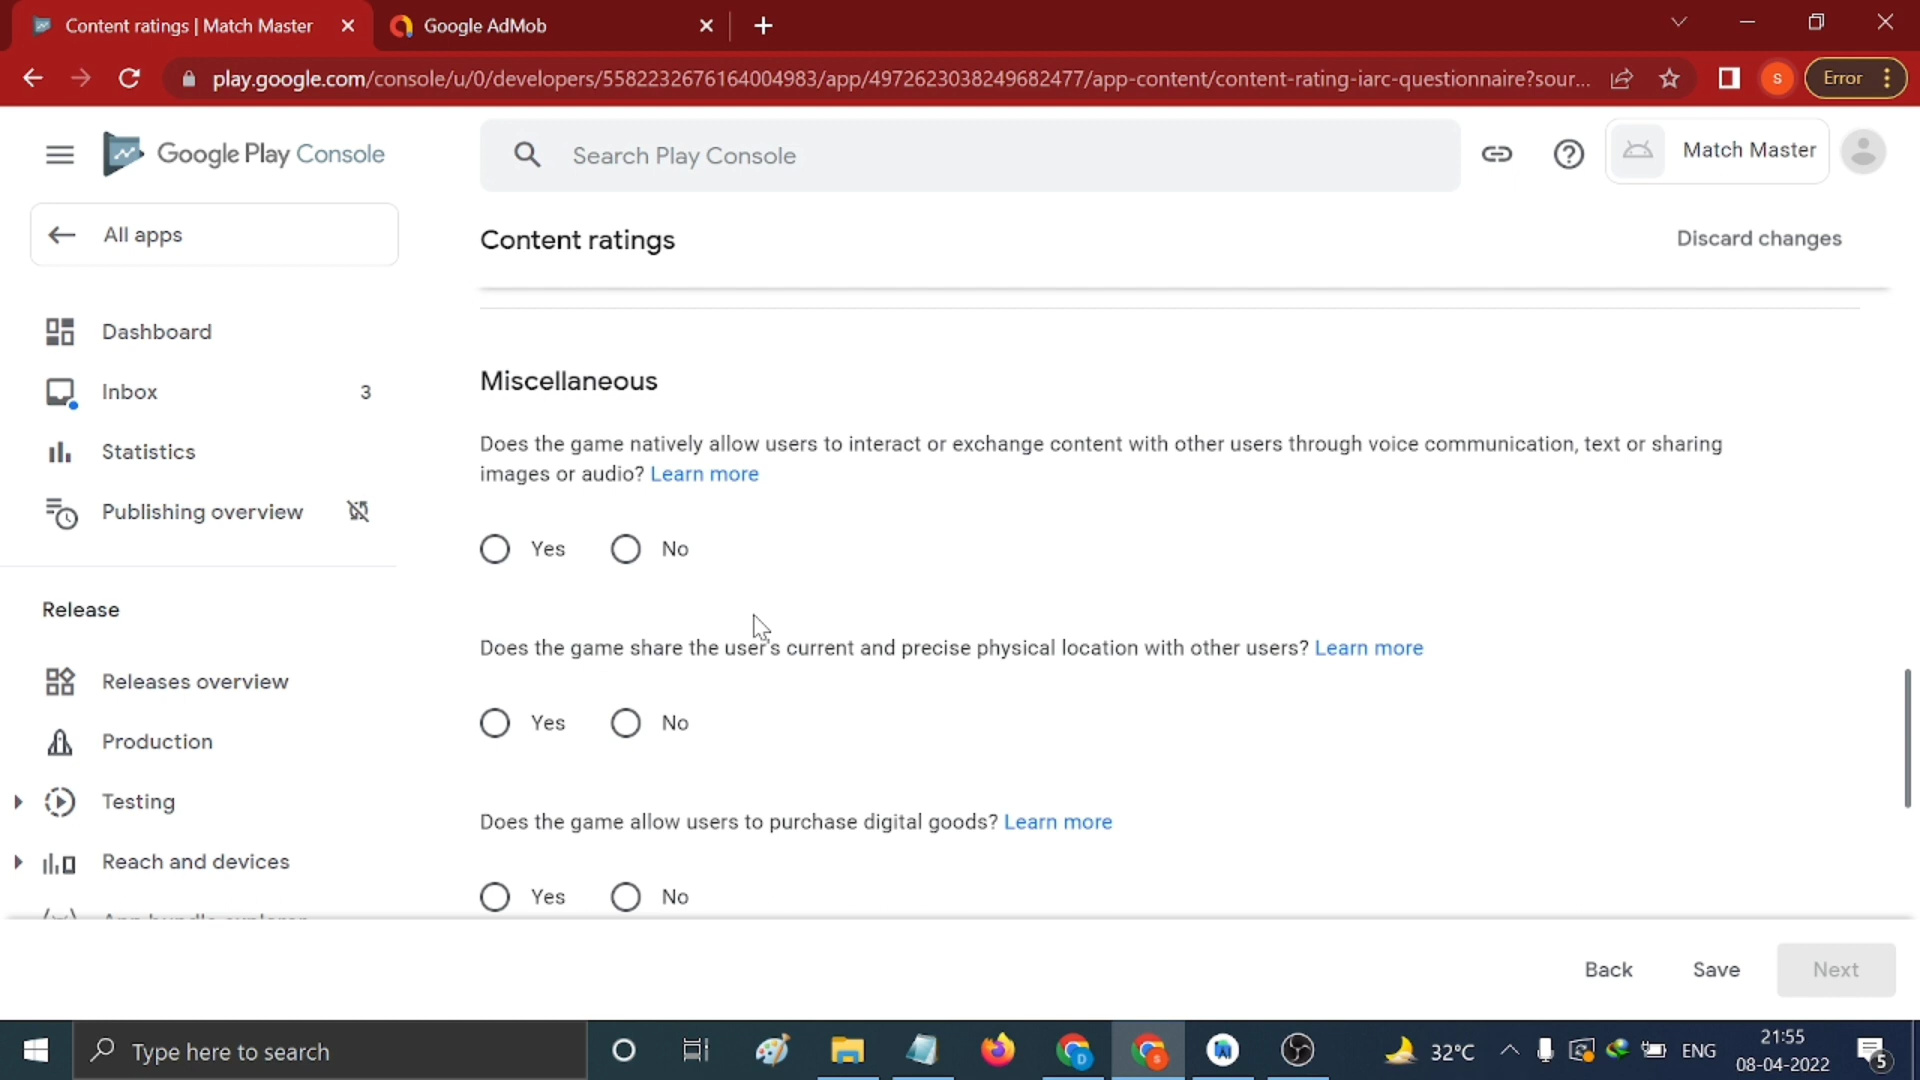 Content ratings | Match Master
Google AdMob
play.google.com/console/u/0/developers/5582232676164004983/app/4972623038249682477/app-content/content-rating-iarc-questionnaire?sour...
S
Error
Google Play Console
Search Play Console
Match Master
All apps
Content ratings
Discard changes
Dashboard
Inbox 3
Statistics
Publishing overview
Release
Releases overview
Production
Testing
Reach and devices
App bundle explorer
Miscellaneous
Does the game natively allow users to interact or exchange content with other users through voice communication, text or sharing
images or audio? Learn more
Yes No
Does the game share the user's current and precise physical location with other users? Learn more
Yes No
Does the game allow users to purchase digital goods? Learn more
Yes No
Back Save Next
Type here to search
D
S
32°C
ENG
21:55
08-04-2022
5